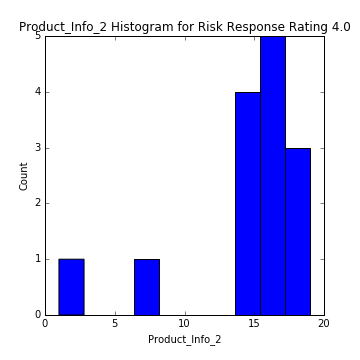 Product_Info_2 Histogram for Risk Response Rating 4.0
5
4
3
2
1
0
Count
0 5 10 15 20
Product_Info_2